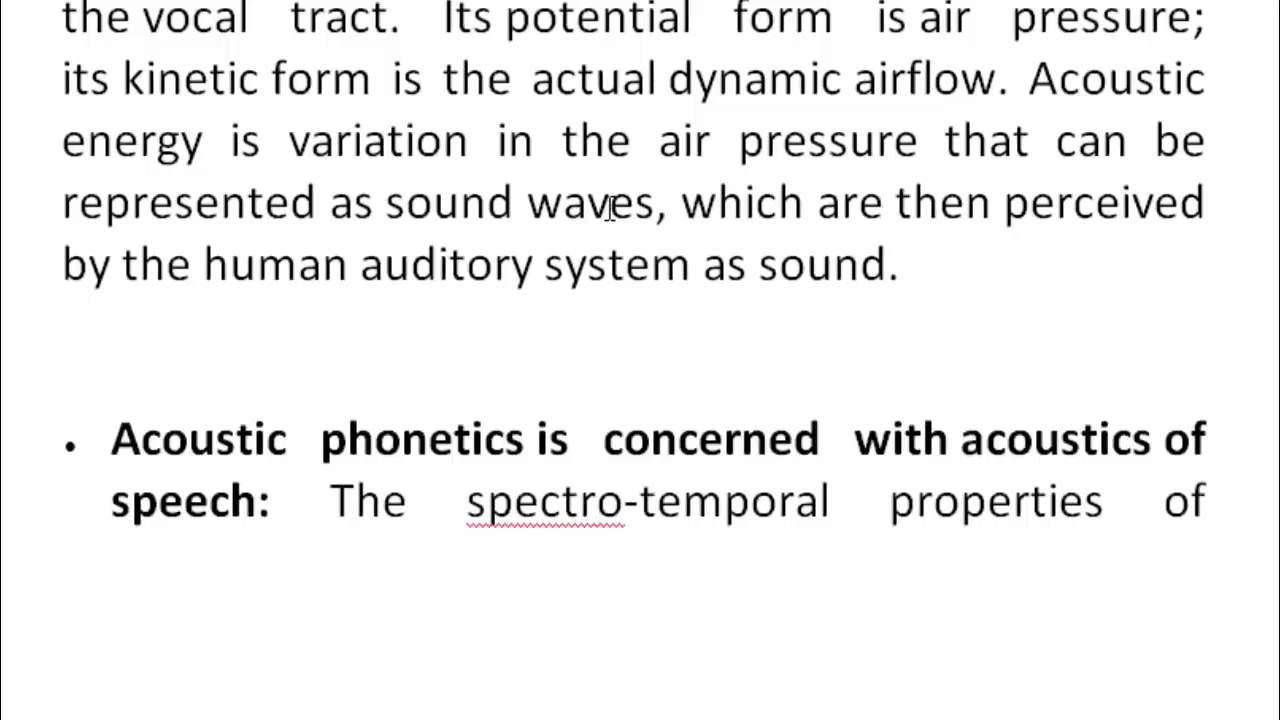 the vocal tract. Its potential form is air pressure;
its kinetic form is the actual dynamic airflow. Acoustic
energy is variation in the air pressure that can be
represented as sound waves, which are then perceived
by the human auditory system as sound.
• Acoustic phonetics is concerned with acoustics of
speech: The spectro-temporal properties of